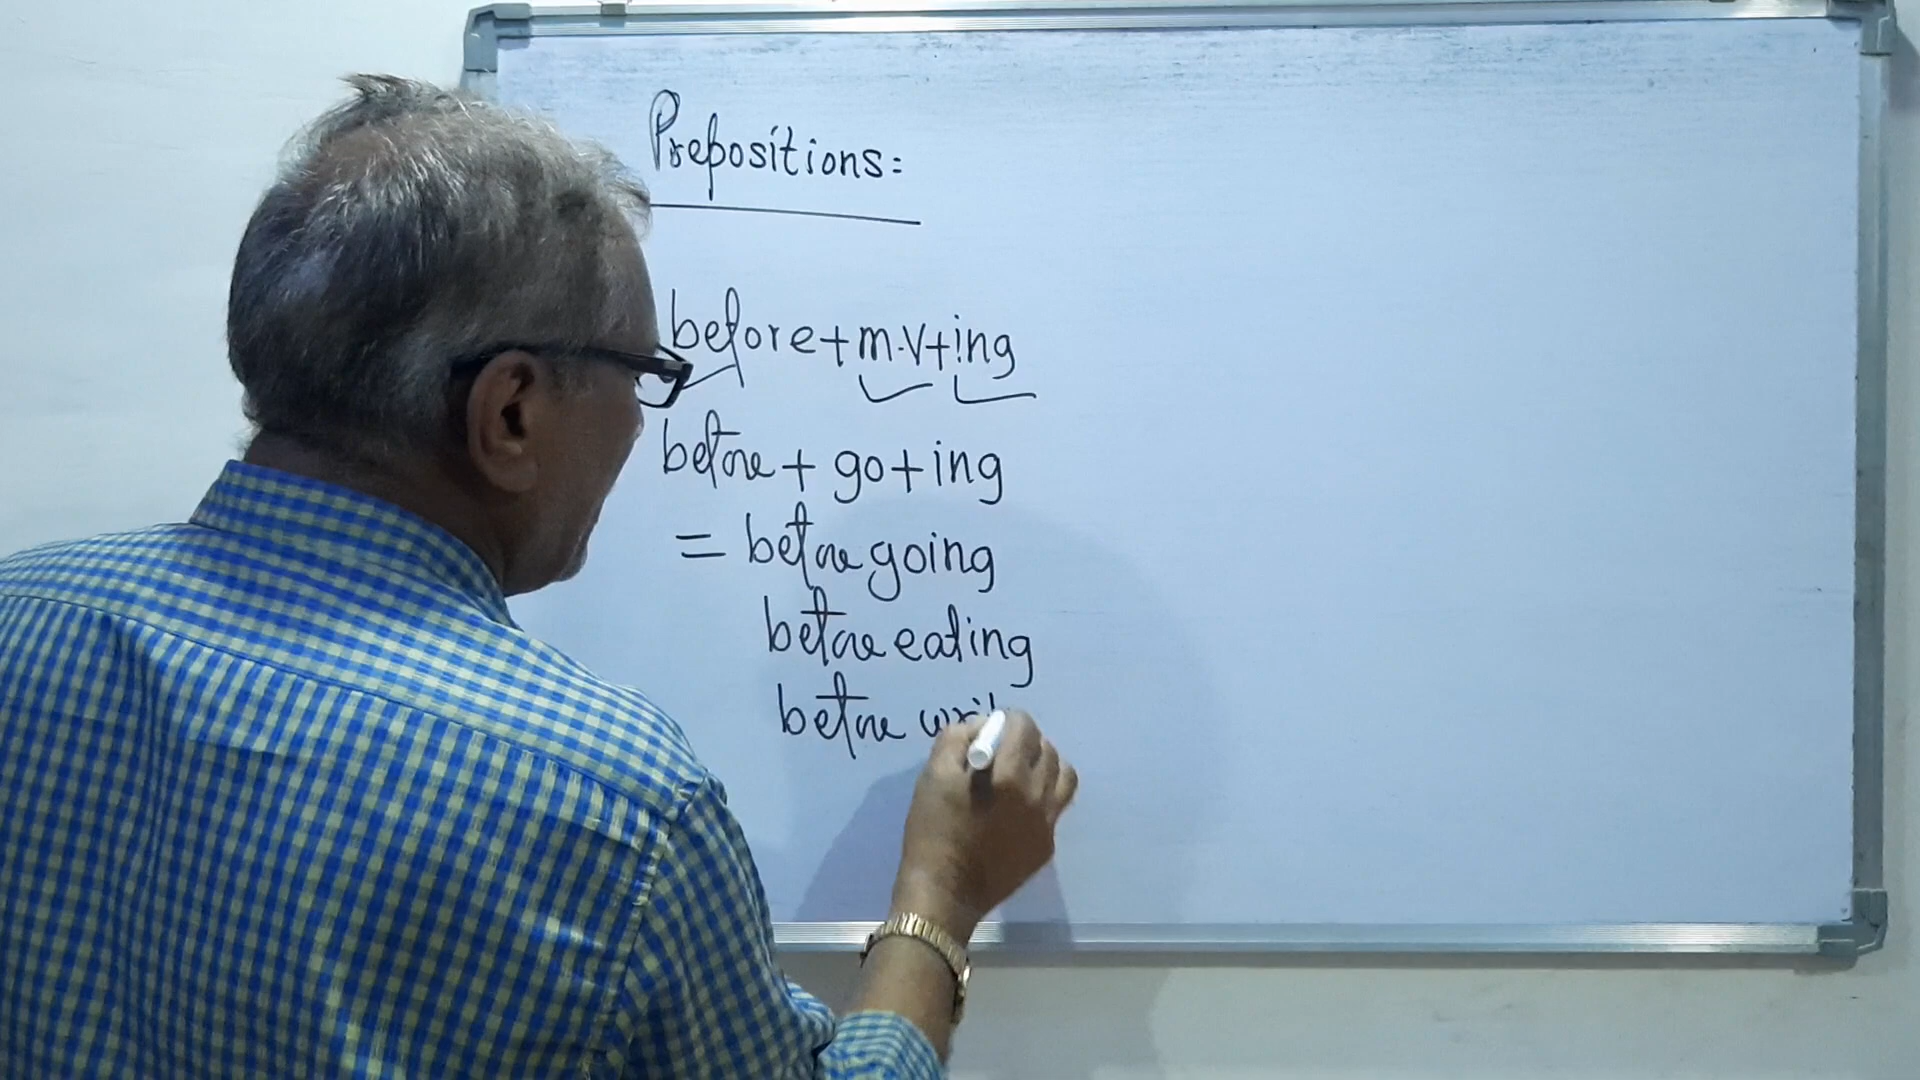 Prepositions:
before+m.v+ing
before + go+ing
= before going
before eating
before